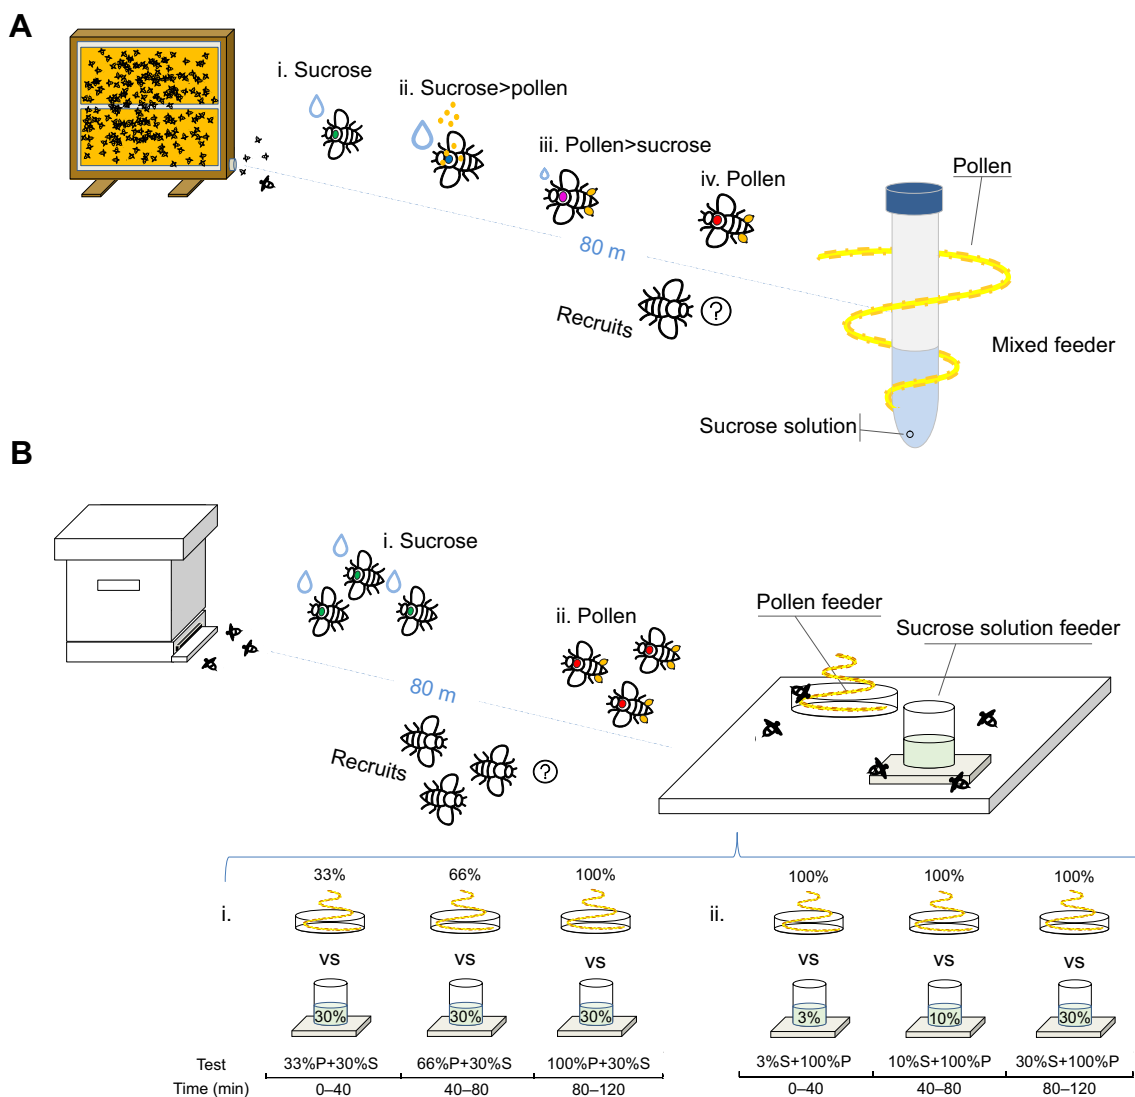 A
i. Sucrose
ii. Sucrose>pollen
iii. Pollen>sucrose
iv. Pollen
Pollen
80 m
Recruits
?
Mixed feeder
Sucrose solution
B
i. Sucrose
ii. Pollen
Pollen feeder
Sucrose solution feeder
80 m
Recruits
?
33% 66% 100% 100% 100% 100%
i. ii.
vs vs vs vs vs vs
30% 30% 30% 3% 10% 30%
Test 33%P+30%S 66%P+30%S 100%P+30%S 3%S+100%P 10%S+100%P 30%S+100%P
Time (min) 0–40 40–80 80–120 0–40 40–80 80–120